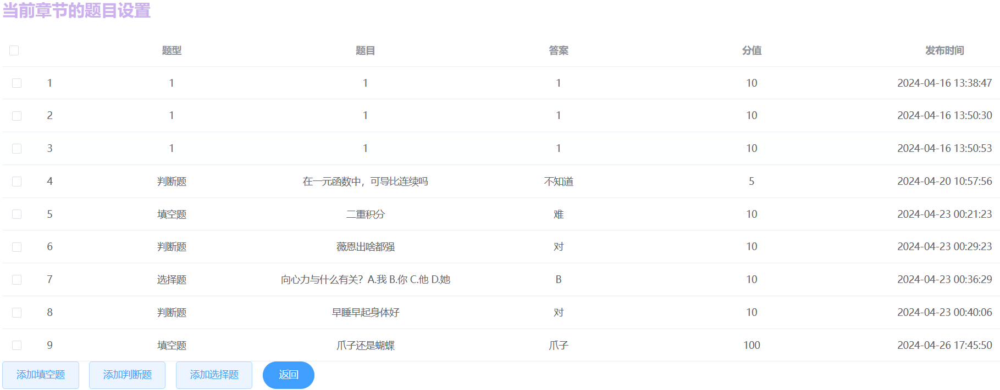 当前章节的题目设置
题型 题目 答案 分值 发布时间
1 1 1 1 10 2024-04-16 13:38:47
2 1 1 1 10 2024-04-16 13:50:30
3 1 1 1 10 2024-04-16 13:50:53
4 判断题 在一元函数中，可导比连续吗 不知道 5 2024-04-20 10:57:56
5 填空题 二重积分 难 10 2024-04-23 00:21:23
6 判断题 薇恩出啥都强 对 10 2024-04-23 00:29:23
7 选择题 向心力与什么有关？A.我 B.你 C.他 D.她 B 10 2024-04-23 00:36:29
8 判断题 早睡早起身体好 对 10 2024-04-23 00:40:06
9 填空题 爪子还是蝴蝶 爪子 100 2024-04-26 17:45:50
添加填空题 添加判断题 添加选择题 返回